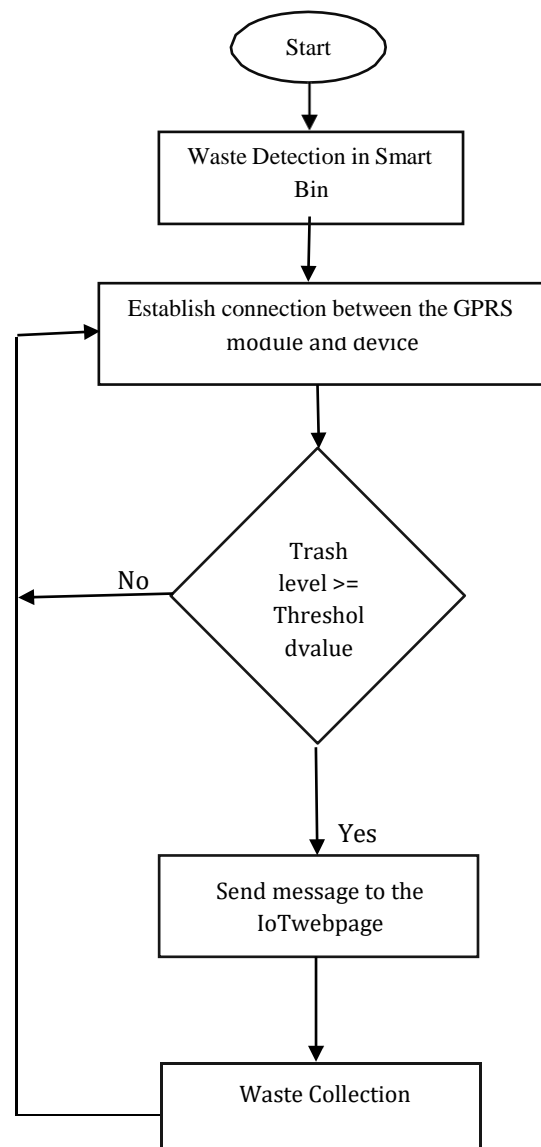 Start
Waste Detection in Smart
Bin
Establish connection between the GPRS
module and device
Trash
level >=
Threshol
dvalue
No
Yes
Send message to the
IoTwebpage
Waste Collection